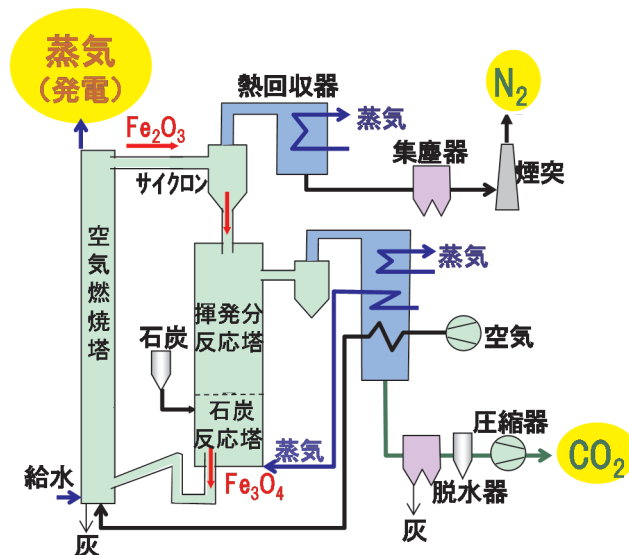 蒸気
（発電）
Fe2O3
熱回収器
蒸気
N2
集塵器
煙突
サイクロン
空気燃焼塔
揮発分
反応塔
蒸気
石炭
空気
石炭
反応塔
蒸気
圧縮器
CO2
給水
Fe3O4
脱水器
灰
灰